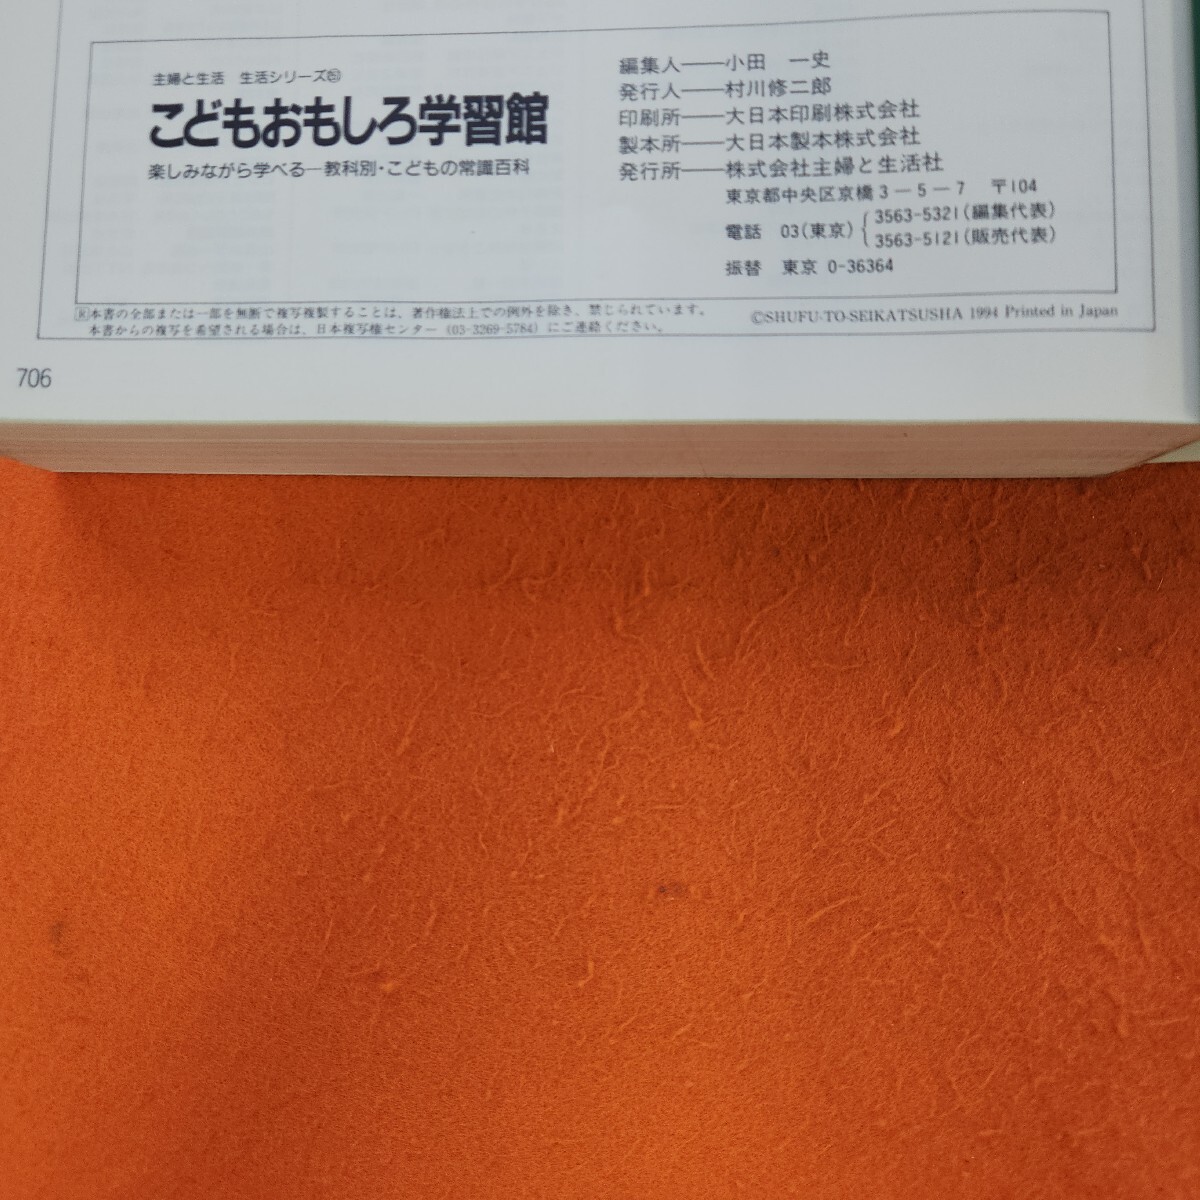 主婦と生活 生活シリーズ
こどもおもしろ学習館
楽しみながら学べる―教科別・こどもの常識百科
編集人――小田 一史
発行人――村川修二郎
印刷所――大日本印刷株式会社
製本所――大日本製本株式会社
発行所――株式会社主婦と生活社
東京都中央区京橋3－5－7 〒104
電話 03(東京) 3563-5321(編集代表)
3563-5121(販売代表)
振替 東京 0-36364
Ⓡ本書の全部または一部を無断で複写複製することは、著作権法上での例外を除き、禁じられています。
本書からの複写を希望される場合は、日本複写権センター(03-3269-5784)にご連絡ください。
©SHUFU-TO-SEIKATSUSHA 1994 Printed in Japan
706